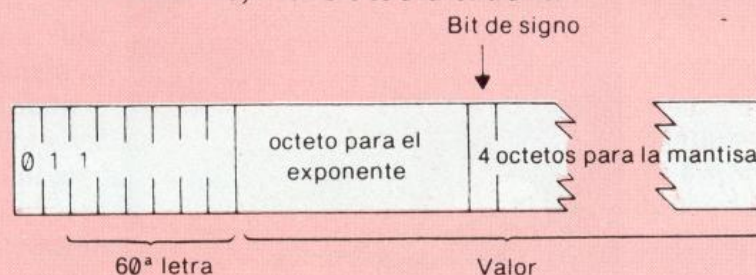 Bit de signo
0 1 1
octeto para el
exponente
4 octetos para la mantisa
60ª letra
Valor